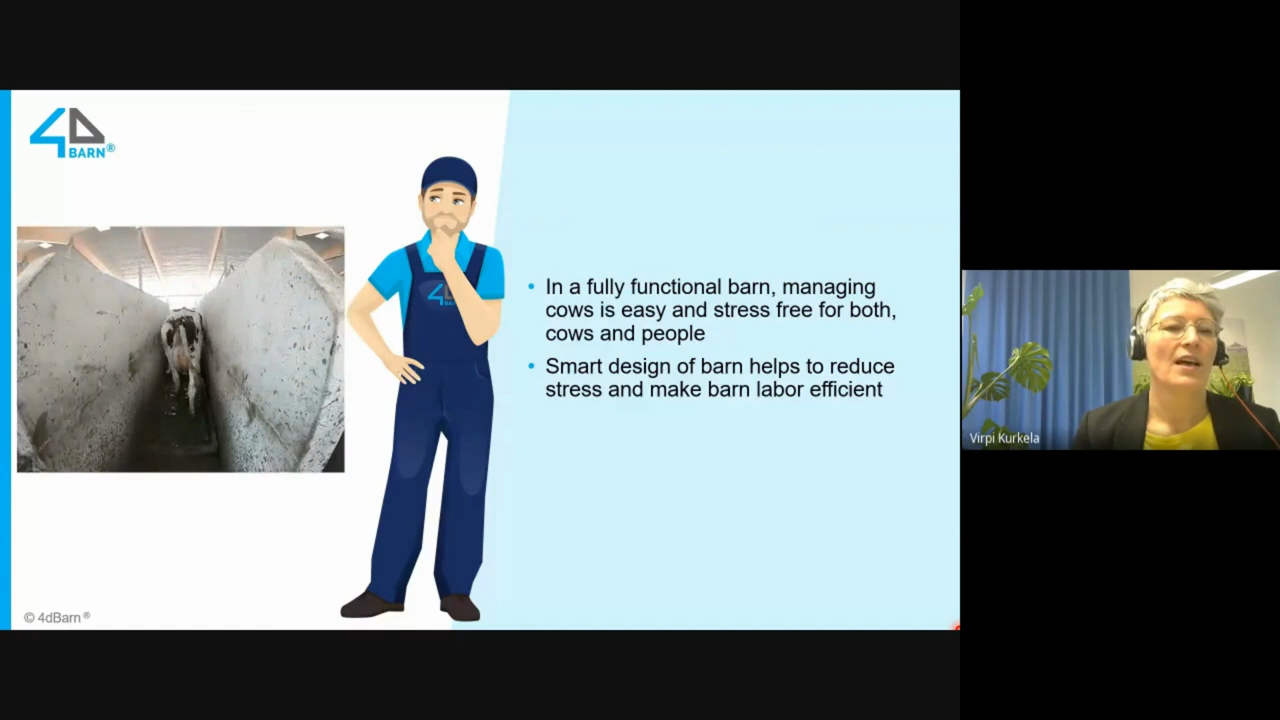 4D
BARN®
4D
In a fully functional barn, managing
cows is easy and stress free for both,
cows and people
Smart design of barn helps to reduce
stress and make barn labor efficient
© 4dBarn®
Virpi Kurkela